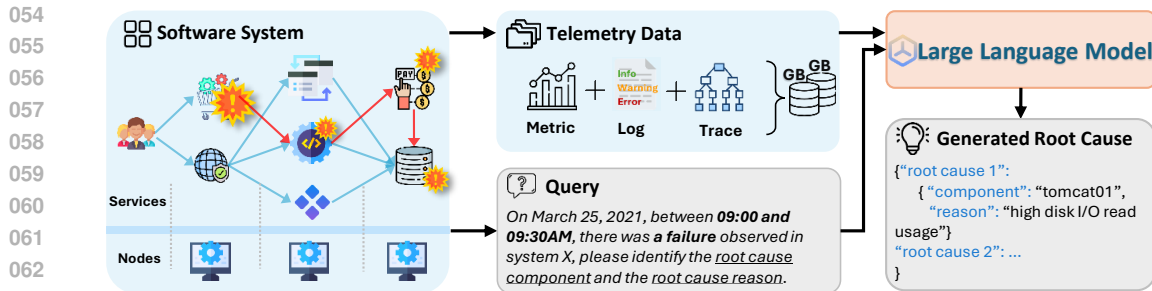 054
055
056
057
058
059
060
061
062
Software System
Services
Nodes
PAY
Telemetry Data
Info
Warning
Error
Metric
Log
Trace
GB
GB
Query
On March 25, 2021, between 09:00 and
09:30AM, there was a failure observed in
system X, please identify the root cause
component and the root cause reason.
Large Language Model
Generated Root Cause
{“root cause 1”:
{ “component”: “tomcat01”,
“reason”: “high disk I/O read
usage”}
“root cause 2”: ...
}